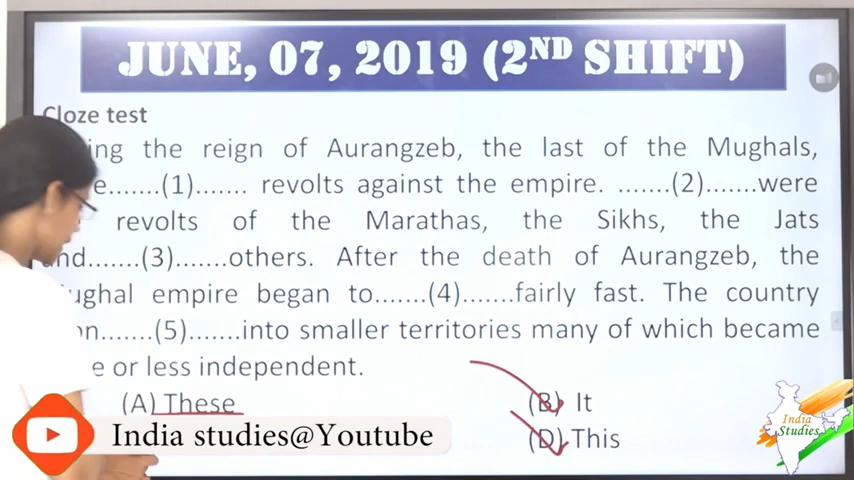 JUNE, 07, 2019 (2ND SHIFT)
Cloze test
the reign of Aurangzeb, the last of the Mughals,
.......(1)....... revolts against the empire. .......(2).......were
revolts of the Marathas, the Sikhs, the Jats
and.......(3).......others. After the death of Aurangzeb, the
Mughal empire began to.......(4).......fairly fast. The country
.......(5).......into smaller territories many of which became
or less independent.
(A) These
(B) It
(D) This
India studies@Youtube
India
Studies